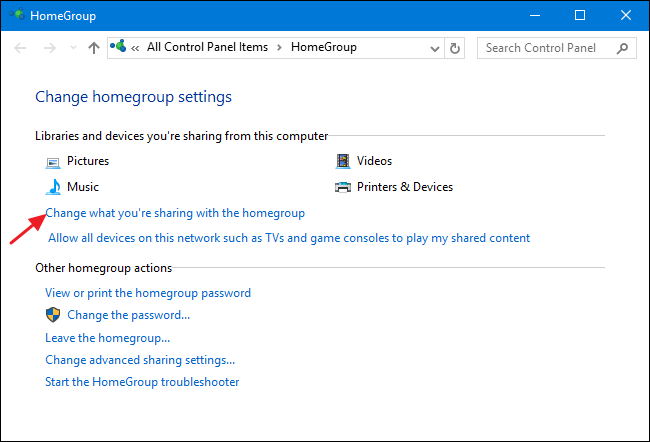 HomeGroup
« All Control Panel Items > HomeGroup Search Control Panel
Change homegroup settings
Libraries and devices you're sharing from this computer
Pictures Videos
Music Printers & Devices
Change what you're sharing with the homegroup
Allow all devices on this network such as TVs and game consoles to play my shared content
Other homegroup actions
View or print the homegroup password
Change the password...
Leave the homegroup...
Change advanced sharing settings...
Start the HomeGroup troubleshooter